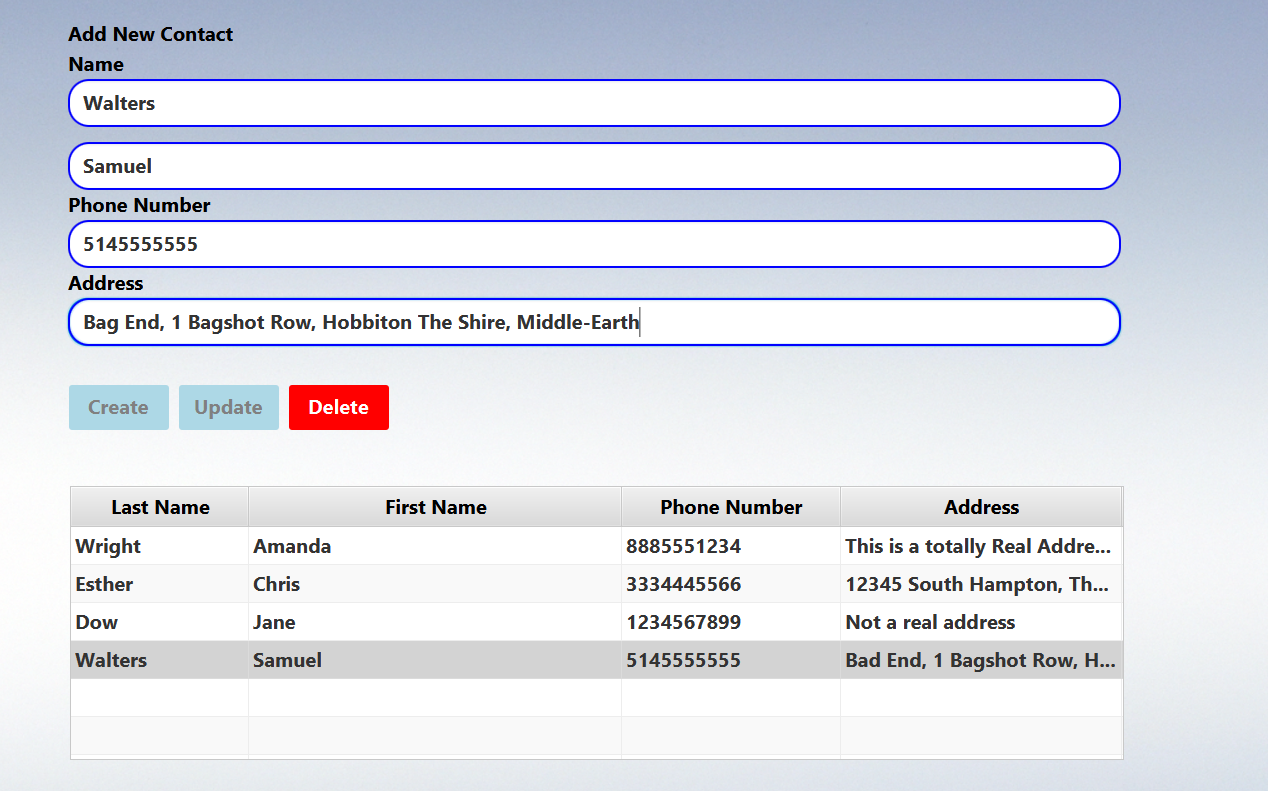 Add New Contact
Name
Walters
Samuel
Phone Number
5145555555
Address
Bag End, 1 Bagshot Row, Hobbiton The Shire, Middle-Earth
Create Update Delete
Last Name First Name Phone Number Address
Wright Amanda 8885551234 This is a totally Real Addre...
Esther Chris 3334445566 12345 South Hampton, Th...
Dow Jane 1234567899 Not a real address
Walters Samuel 5145555555 Bad End, 1 Bagshot Row, H...